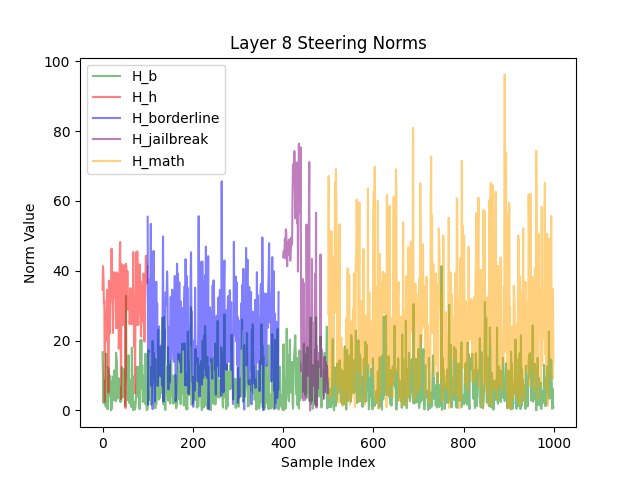 Layer 8 Steering Norms
H_b
H_h
H_borderline
H_jailbreak
H_math
Norm Value
100
80
60
40
20
0
0 200 400 600 800 1000
Sample Index